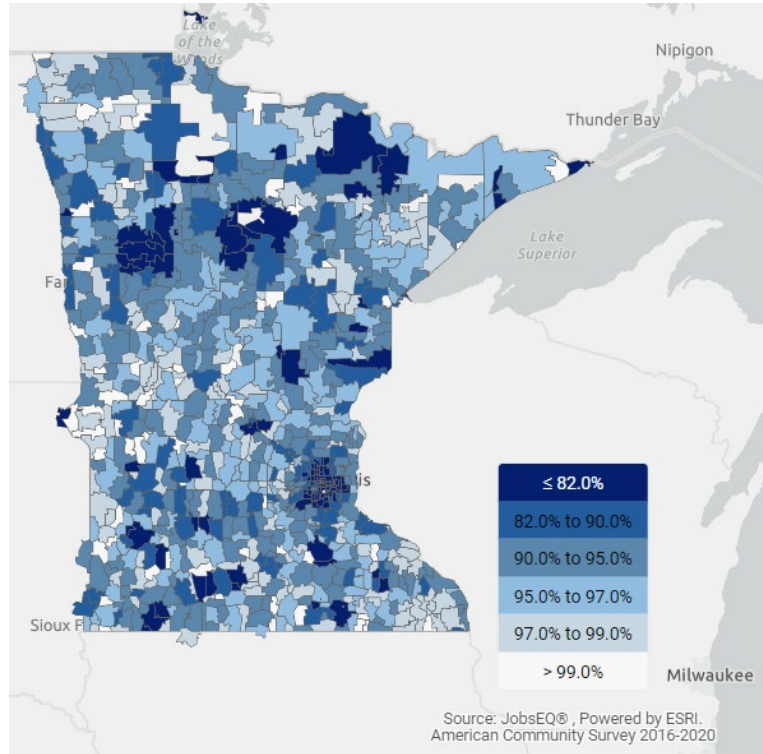 Lake
of the
Woods
Nipigon
Thunder Bay
Lake
Superior
Far
is
≤ 82.0%
82.0% to 90.0%
90.0% to 95.0%
95.0% to 97.0%
97.0% to 99.0%
> 99.0%
Sioux F
Milwaukee
Source: JobsEQ® , Powered by ESRI.
American Community Survey 2016-2020